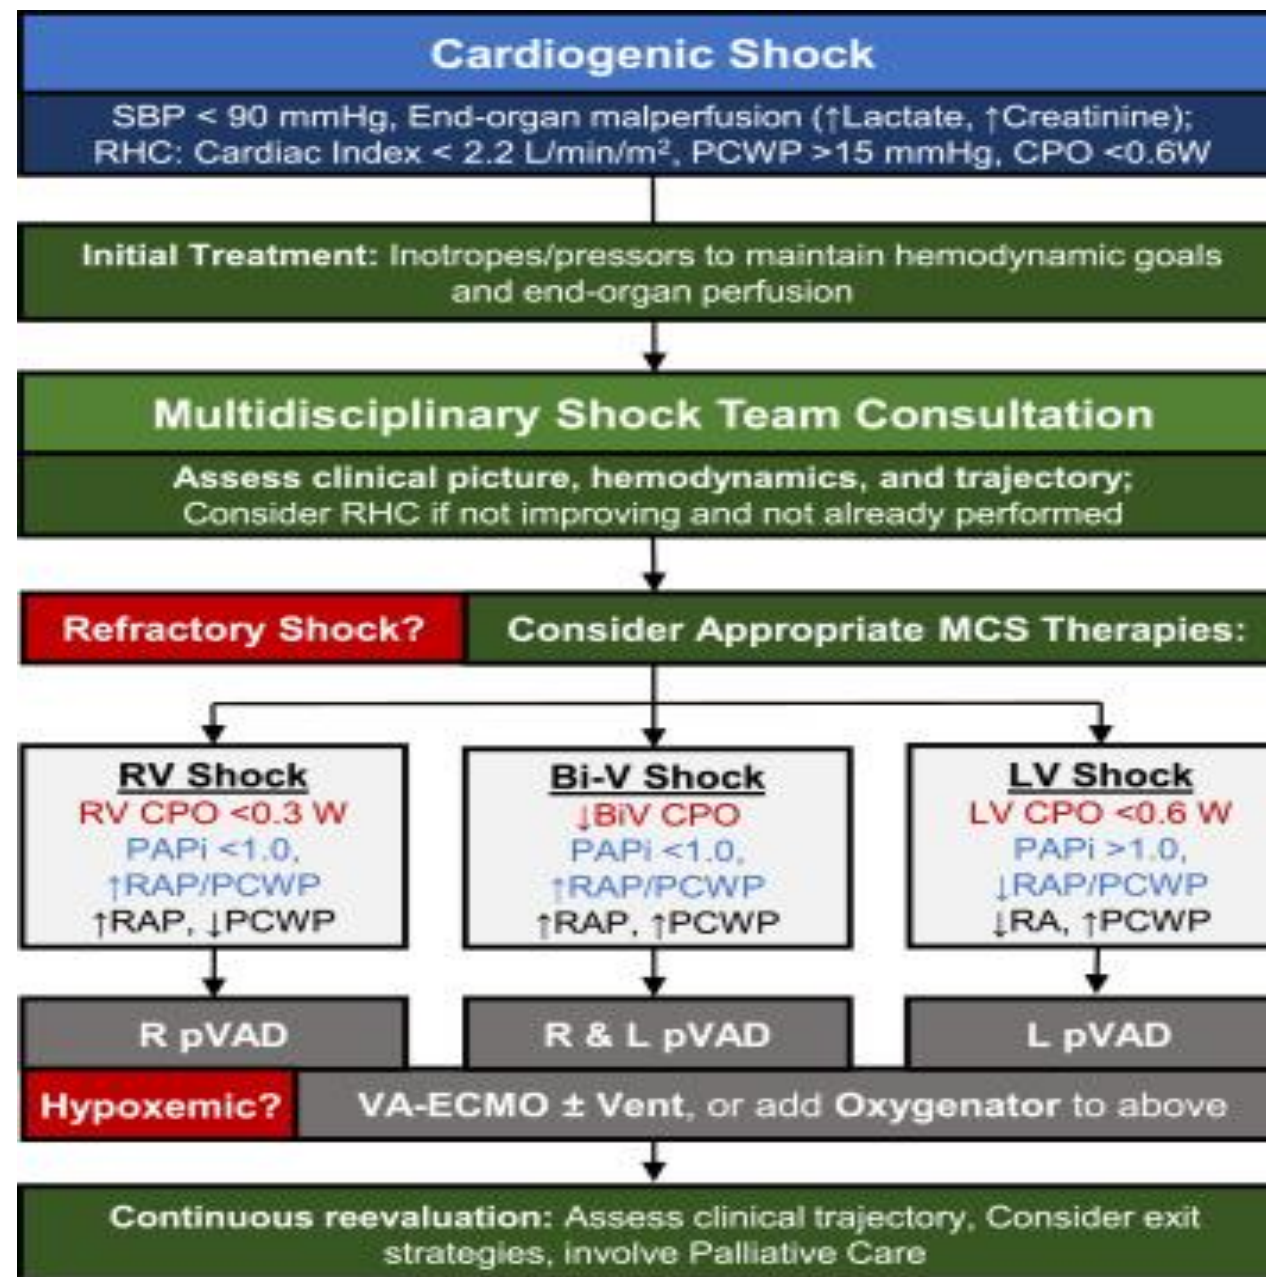 Cardiogenic Shock
SBP < 90 mmHg, End-organ malperfusion (↑Lactate, ↑Creatinine);
RHC: Cardiac Index < 2.2 L/min/m², PCWP >15 mmHg, CPO <0.6W
Initial Treatment: Inotropes/pressors to maintain hemodynamic goals
and end-organ perfusion
Multidisciplinary Shock Team Consultation
Assess clinical picture, hemodynamics, and trajectory;
Consider RHC if not improving and not already performed
Refractory Shock?
Consider Appropriate MCS Therapies:
RV Shock
RV CPO <0.3 W
PAPi <1.0,
↑RAP/PCWP
↑RAP, ↓PCWP
Bi-V Shock
↓BiV CPO
PAPi <1.0,
↑RAP/PCWP
↑RAP, ↑PCWP
LV Shock
LV CPO <0.6 W
PAPi >1.0,
↓RAP/PCWP
↓RA, ↑PCWP
R pVAD
R & L pVAD
L pVAD
Hypoxemic?
VA-ECMO ± Vent, or add Oxygenator to above
Continuous reevaluation: Assess clinical trajectory, Consider exit
strategies, involve Palliative Care